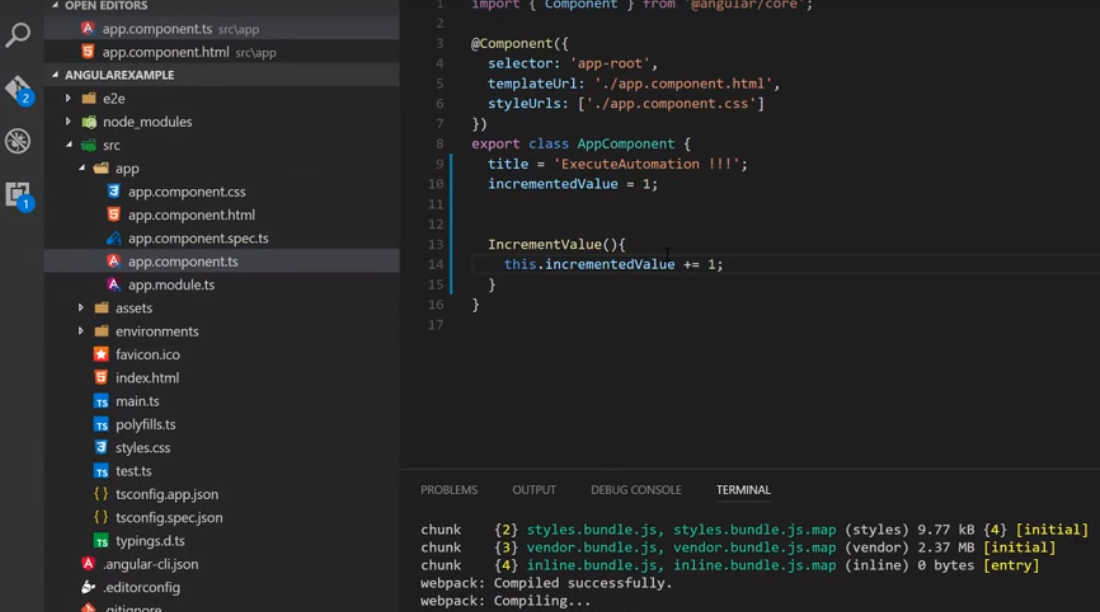 OPEN EDITORS
app.component.ts src\app
app.component.html src\app
ANGULAREXAMPLE
e2e
node_modules
src
app
app.component.css
app.component.html
app.component.spec.ts
app.component.ts
app.module.ts
assets
environments
favicon.ico
index.html
main.ts
polyfills.ts
styles.css
test.ts
tsconfig.app.json
tsconfig.spec.json
typings.d.ts
.angular-cli.json
.editorconfig
.gitignore
2
1
1 import { Component } from '@angular/core';
2
3 @Component({
4 selector: 'app-root',
5 templateUrl: './app.component.html',
6 styleUrls: ['./app.component.css']
7 })
8 export class AppComponent {
9 title = 'ExecuteAutomation !!!';
10 incrementedValue = 1;
11
12
13 IncrementValue(){
14 this.incrementedValue += 1;
15 }
16 }
17
PROBLEMS OUTPUT DEBUG CONSOLE TERMINAL
chunk {2} styles.bundle.js, styles.bundle.js.map (styles) 9.77 kB {4} [initial]
chunk {3} vendor.bundle.js, vendor.bundle.js.map (vendor) 2.37 MB [initial]
chunk {4} inline.bundle.js, inline.bundle.js.map (inline) 0 bytes [entry]
webpack: Compiled successfully.
webpack: Compiling...